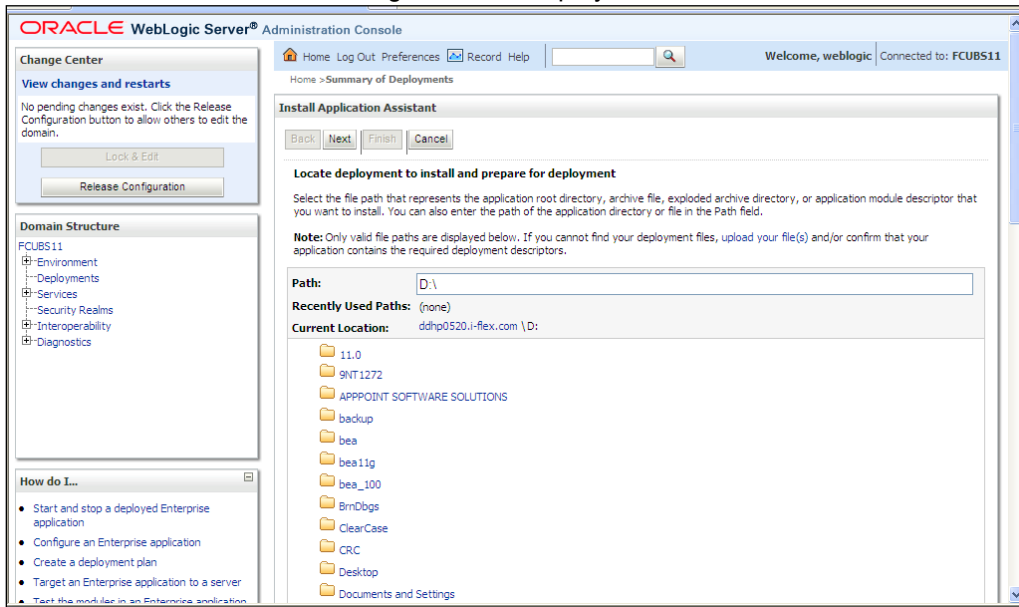 ORACLE WebLogic Server® Administration Console
Change Center
View changes and restarts
No pending changes exist. Click the Release
Configuration button to allow others to edit the
domain.
Lock & Edit
Release Configuration
Domain Structure
FCUBS11
Environment
Deployments
Services
Security Realms
Interoperability
Diagnostics
How do I...
Start and stop a deployed Enterprise
application
Configure an Enterprise application
Create a deployment plan
Target an Enterprise application to a server
Test the modules in an Enterprise application
Home Log Out Preferences Record Help
Welcome, weblogic Connected to: FCUBS11
Home >Summary of Deployments
Install Application Assistant
Back Next Finish Cancel
Locate deployment to install and prepare for deployment
Select the file path that represents the application root directory, archive file, exploded archive directory, or application module descriptor that
you want to install. You can also enter the path of the application directory or file in the Path field.
Note: Only valid file paths are displayed below. If you cannot find your deployment files, upload your file(s) and/or confirm that your
application contains the required deployment descriptors.
Path: D:\
Recently Used Paths: (none)
Current Location: ddhp0520.i-flex.com \D:
11.0
9NT1272
APPPOINT SOFTWARE SOLUTIONS
backup
bea
bea11g
bea_100
BrnDbgs
ClearCase
CRC
Desktop
Documents and Settings